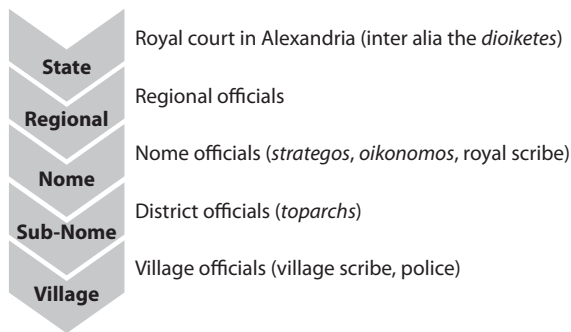 Royal court in Alexandria (inter alia the dioiketes)
State
Regional officials
Regional
Nome officials (strategos, oikonomos, royal scribe)
Nome
District officials (toparchs)
Sub-Nome
Village officials (village scribe, police)
Village